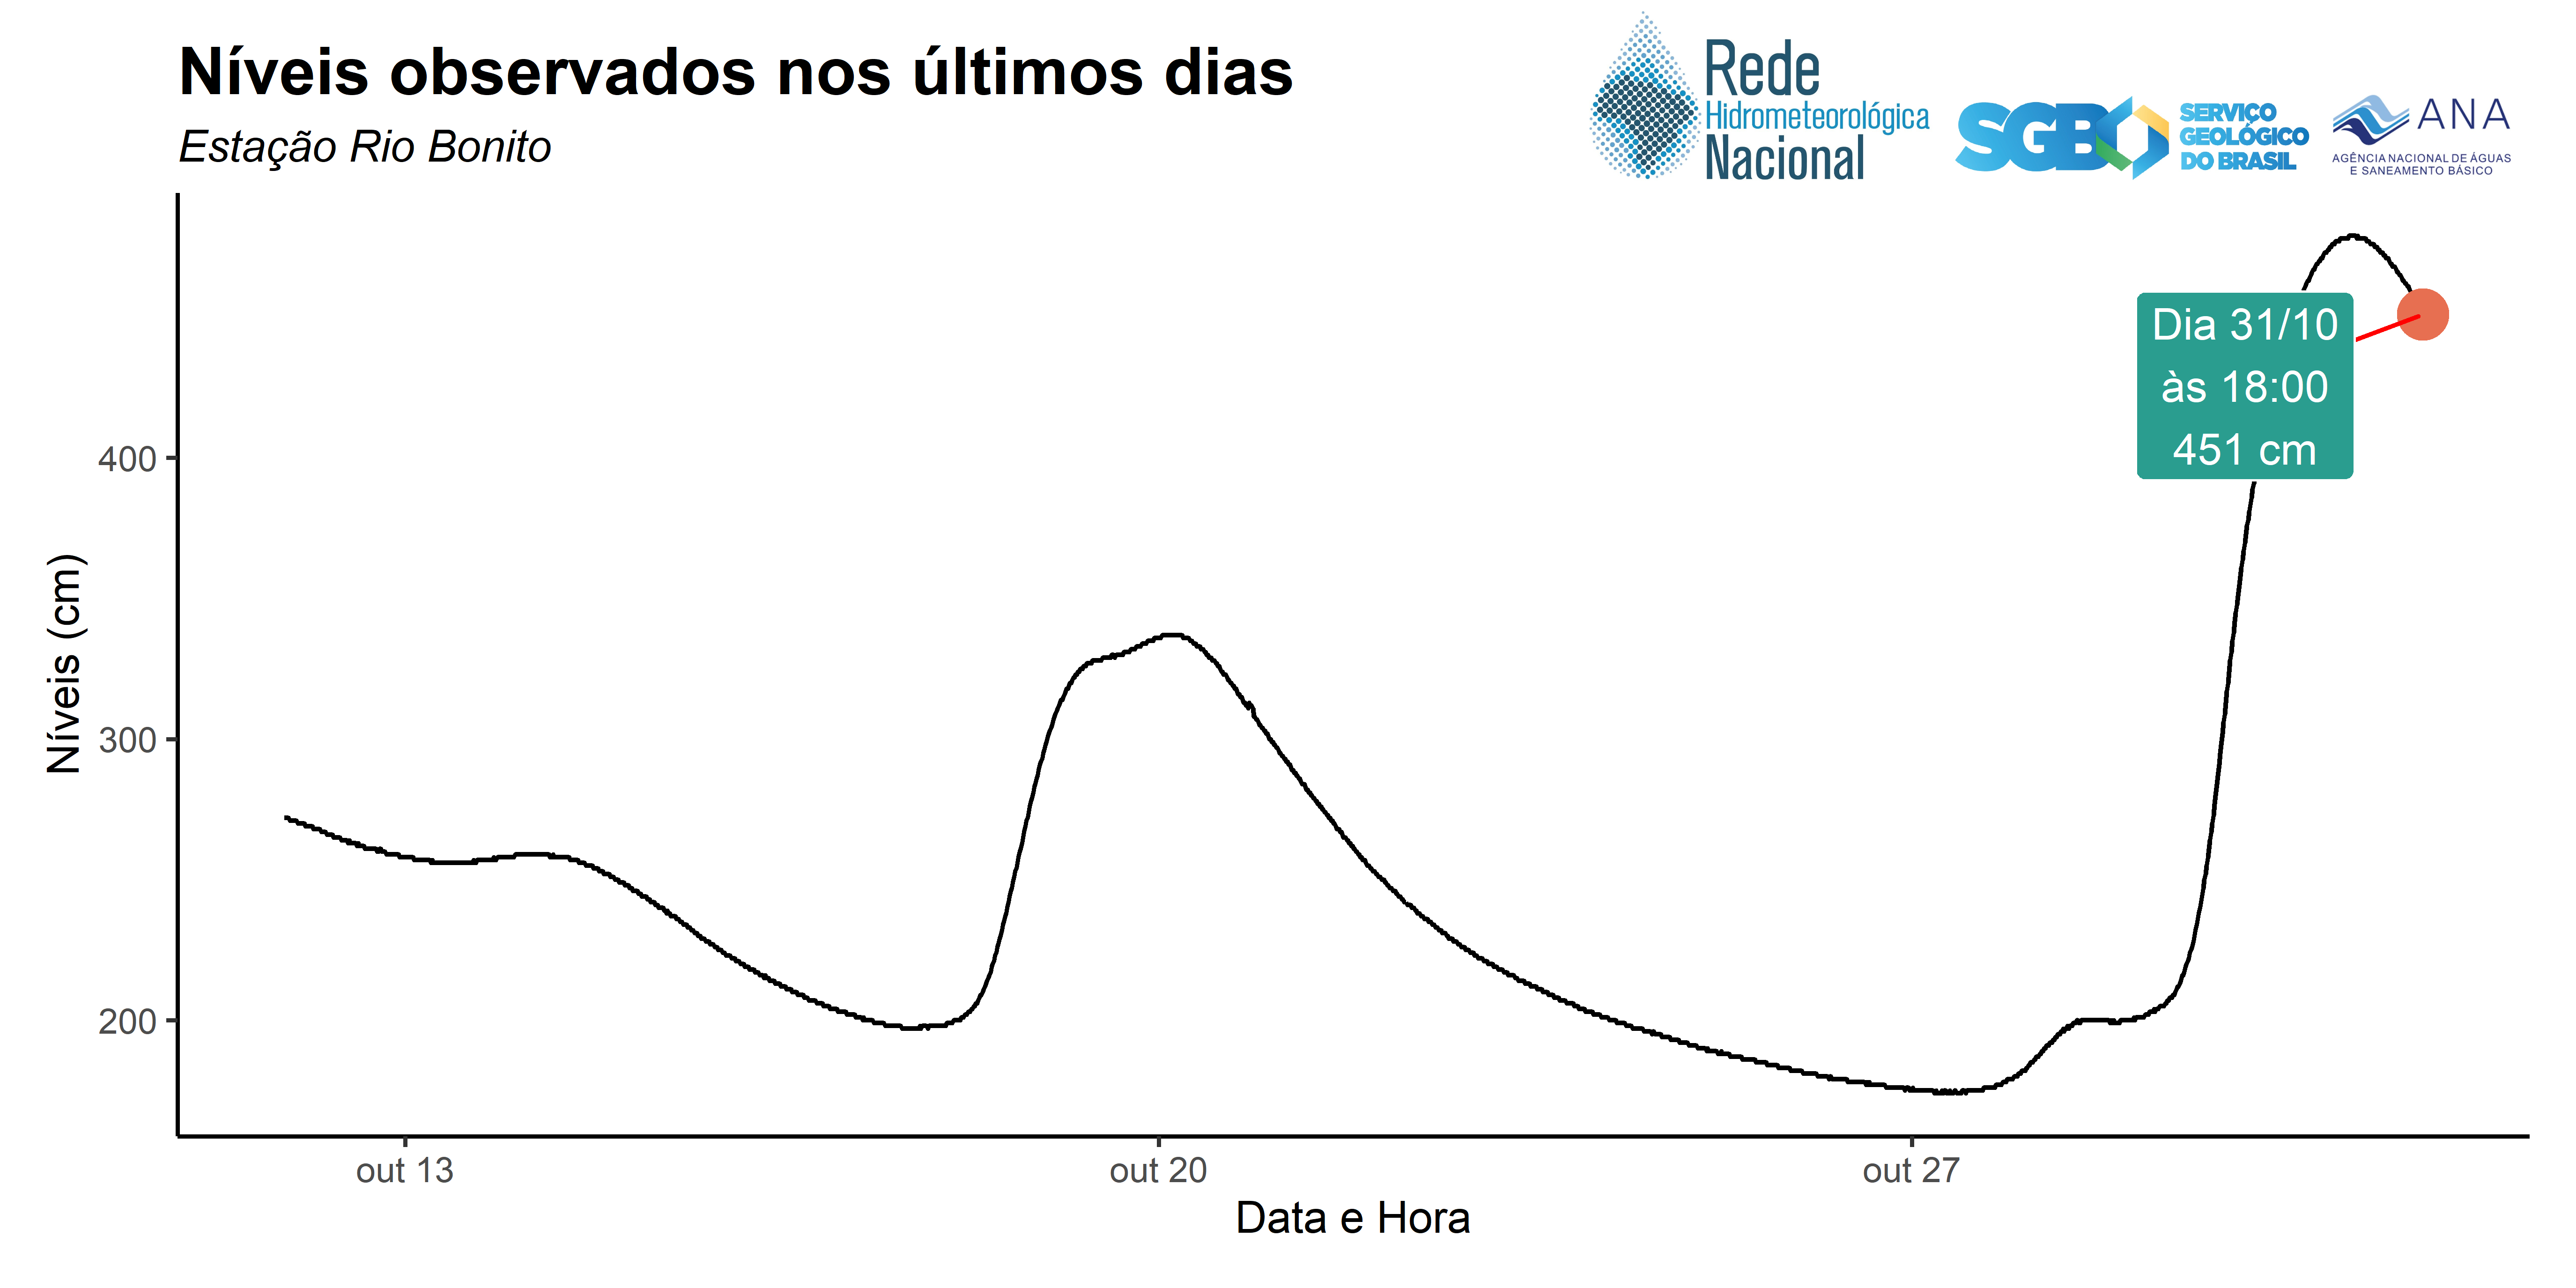 Níveis observados nos últimos dias
Estação Rio Bonito
Rede
Hidrometeorológica
Nacional
SGB
SERVIÇO
GEOLÓGICO
DO BRASIL
ANA
AGÊNCIA NACIONAL DE ÁGUAS
E SANEAMENTO BÁSICO
Dia 31/10
às 18:00
451 cm
Níveis (cm)
400
300
200
out 13
out 20
out 27
Data e Hora